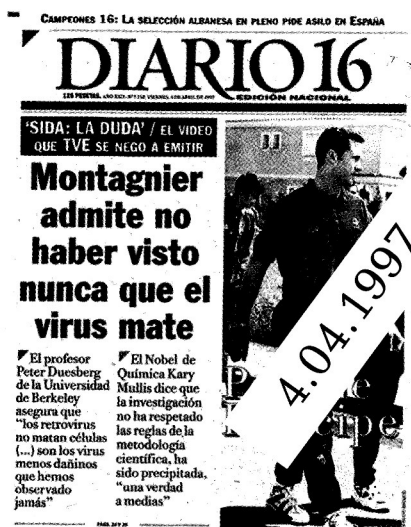 CAMPEONES 16: LA SELECCIÓN ALBANESA EN PLENO PIDE ASILO EN ESPAÑA
DIARIO 16
125 PESETAS.
EDICIÓN NACIONAL
'SIDA: LA DUDA' / EL VIDEO
QUE TVE SE NEGO A EMITIR
Montagnier
admite no
haber visto
nunca que el
virus mate
El profesor
Peter Duesberg
de la Universidad
de Berkeley
asegura que
"los retrovirus
no matan células
(...) son los virus
menos dañinos
que hemos
observado
jamás"
El Nobel de
Química Kary
Mullis dice que
la investigación
no ha respetado
las reglas de la
metodología
científica, ha
sido precipitada,
"una verdad
a medias"
4.04.1997